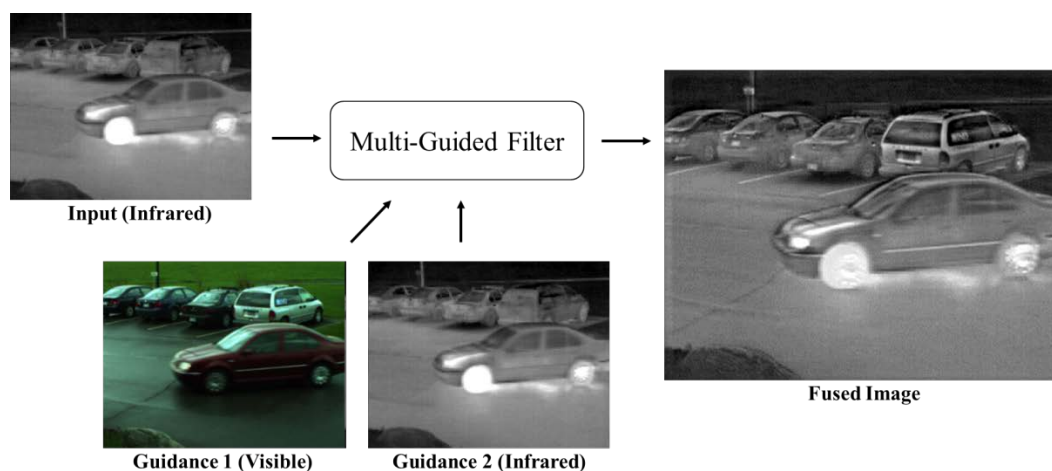 Input (Infrared)
Multi-Guided Filter
Fused Image
Guidance 1 (Visible)
Guidance 2 (Infrared)